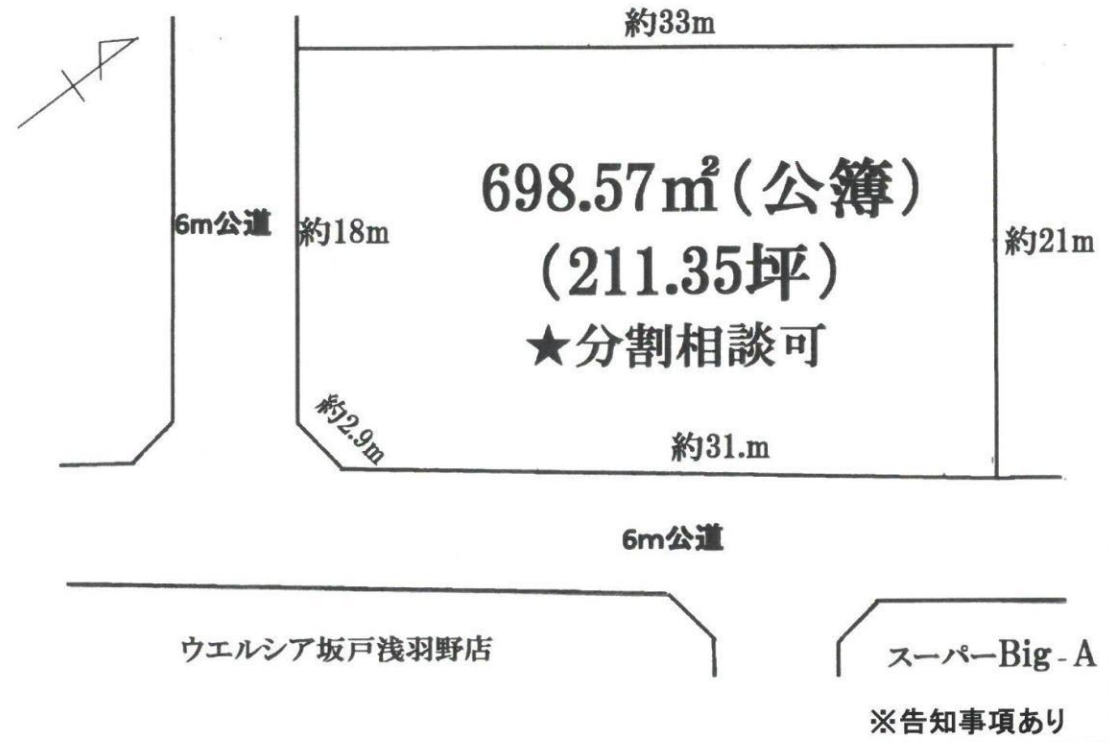 約33m
6m公道
約18m
698.57㎡(公簿)
(211.35坪)
★分割相談可
約21m
約2.9m
約31.m
6m公道
ウエルシア坂戸浅羽野店
スーパーBig-A
※告知事項あり